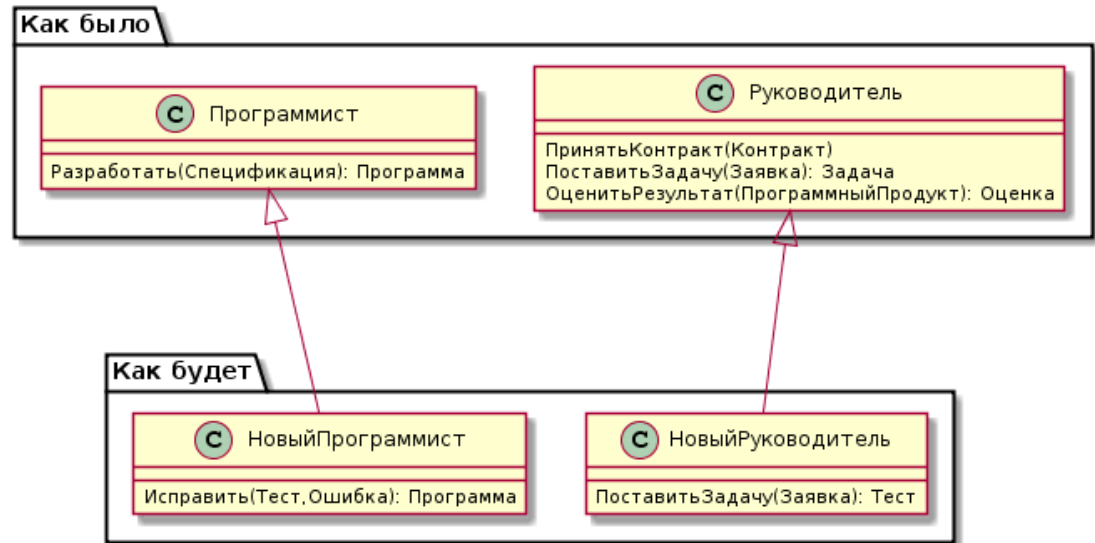 Как было
C Программист
Разработать(Спецификация): Программа
C Руководитель
ПринятьКонтракт(Контракт)
ПоставитьЗадачу(Заявка): Задача
ОценитьРезультат(ПрограммныйПродукт): Оценка
Как будет
C НовыйПрограммист
Исправить(Тест,Ошибка): Программа
C НовыйРуководитель
ПоставитьЗадачу(Заявка): Тест